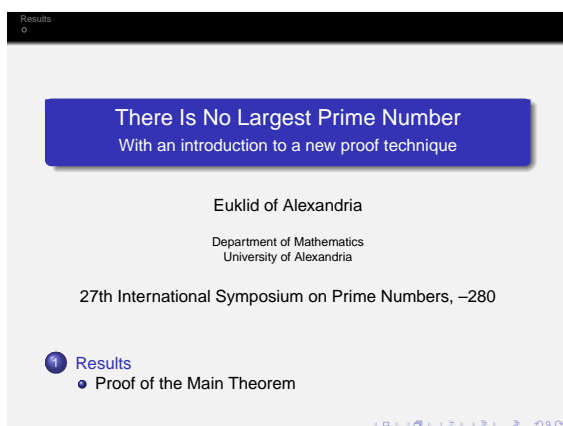 Results
There Is No Largest Prime Number
With an introduction to a new proof technique
Euklid of Alexandria
Department of Mathematics
University of Alexandria
27th International Symposium on Prime Numbers, –280
1 Results
Proof of the Main Theorem